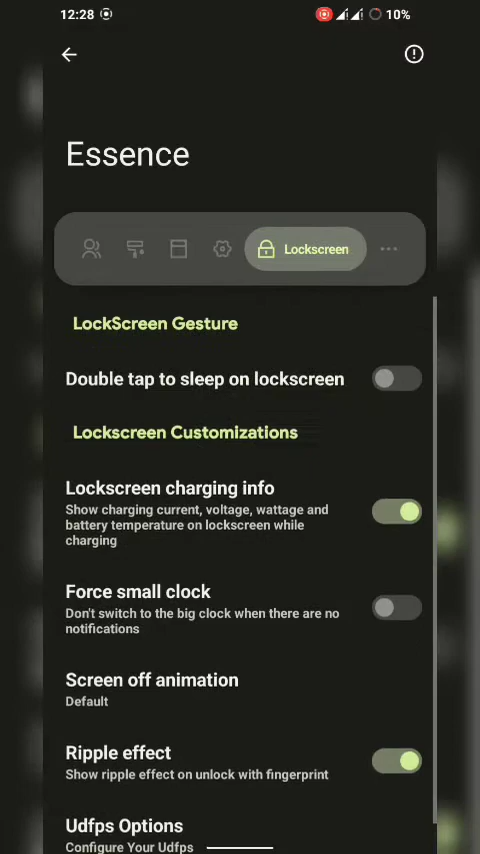 12:28
10%
Essence
Lockscreen
LockScreen Gesture
Double tap to sleep on lockscreen
Lockscreen Customizations
Lockscreen charging info
Show charging current, voltage, wattage and
battery temperature on lockscreen while
charging
Force small clock
Don't switch to the big clock when there are no
notifications
Screen off animation
Default
Ripple effect
Show ripple effect on unlock with fingerprint
Udfps Options
Configure Your Udfps